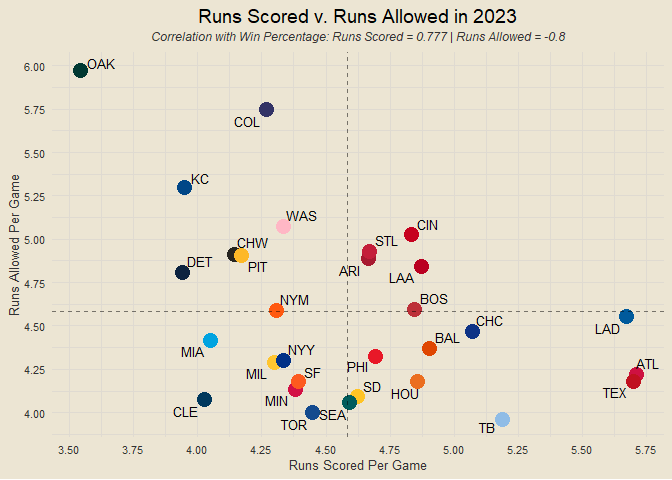 Runs Scored v. Runs Allowed in 2023
Correlation with Win Percentage: Runs Scored = 0.777 | Runs Allowed = -0.8
Runs Allowed Per Game
6.00
5.75
5.50
5.25
5.00
4.75
4.50
4.25
4.00
OAK
COL
KC
WAS
CIN
STL
CHW
PIT
ARI
DET
LAA
NYM
BOS
CHC
LAD
BAL
MIA
NYY
MIL
PHI
SF
SD
HOU
ATL
TEX
CLE
MIN
SEA
TOR
TB
3.50
3.75
4.00
4.25
4.50
4.75
5.00
5.25
5.50
5.75
Runs Scored Per Game